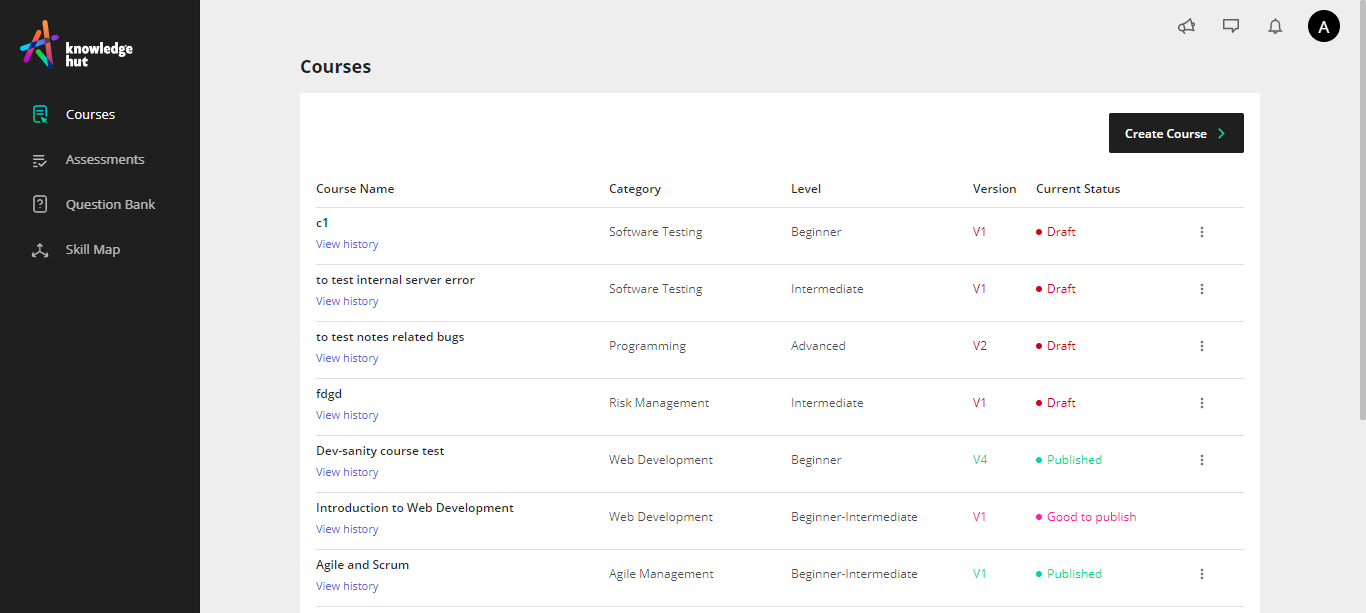 knowledge
hut
A
Courses
Courses
Assessments
Question Bank
Skill Map
Create Course
Course Name Category Level Version Current Status
c1
View history
Software Testing Beginner V1 Draft
to test internal server error
View history
Software Testing Intermediate V1 Draft
to test notes related bugs
View history
Programming Advanced V2 Draft
fdgd
View history
Risk Management Intermediate V1 Draft
Dev-sanity course test
View history
Web Development Beginner V4 Published
Introduction to Web Development
View history
Web Development Beginner-Intermediate V1 Good to publish
Agile and Scrum
View history
Agile Management Beginner-Intermediate V1 Published